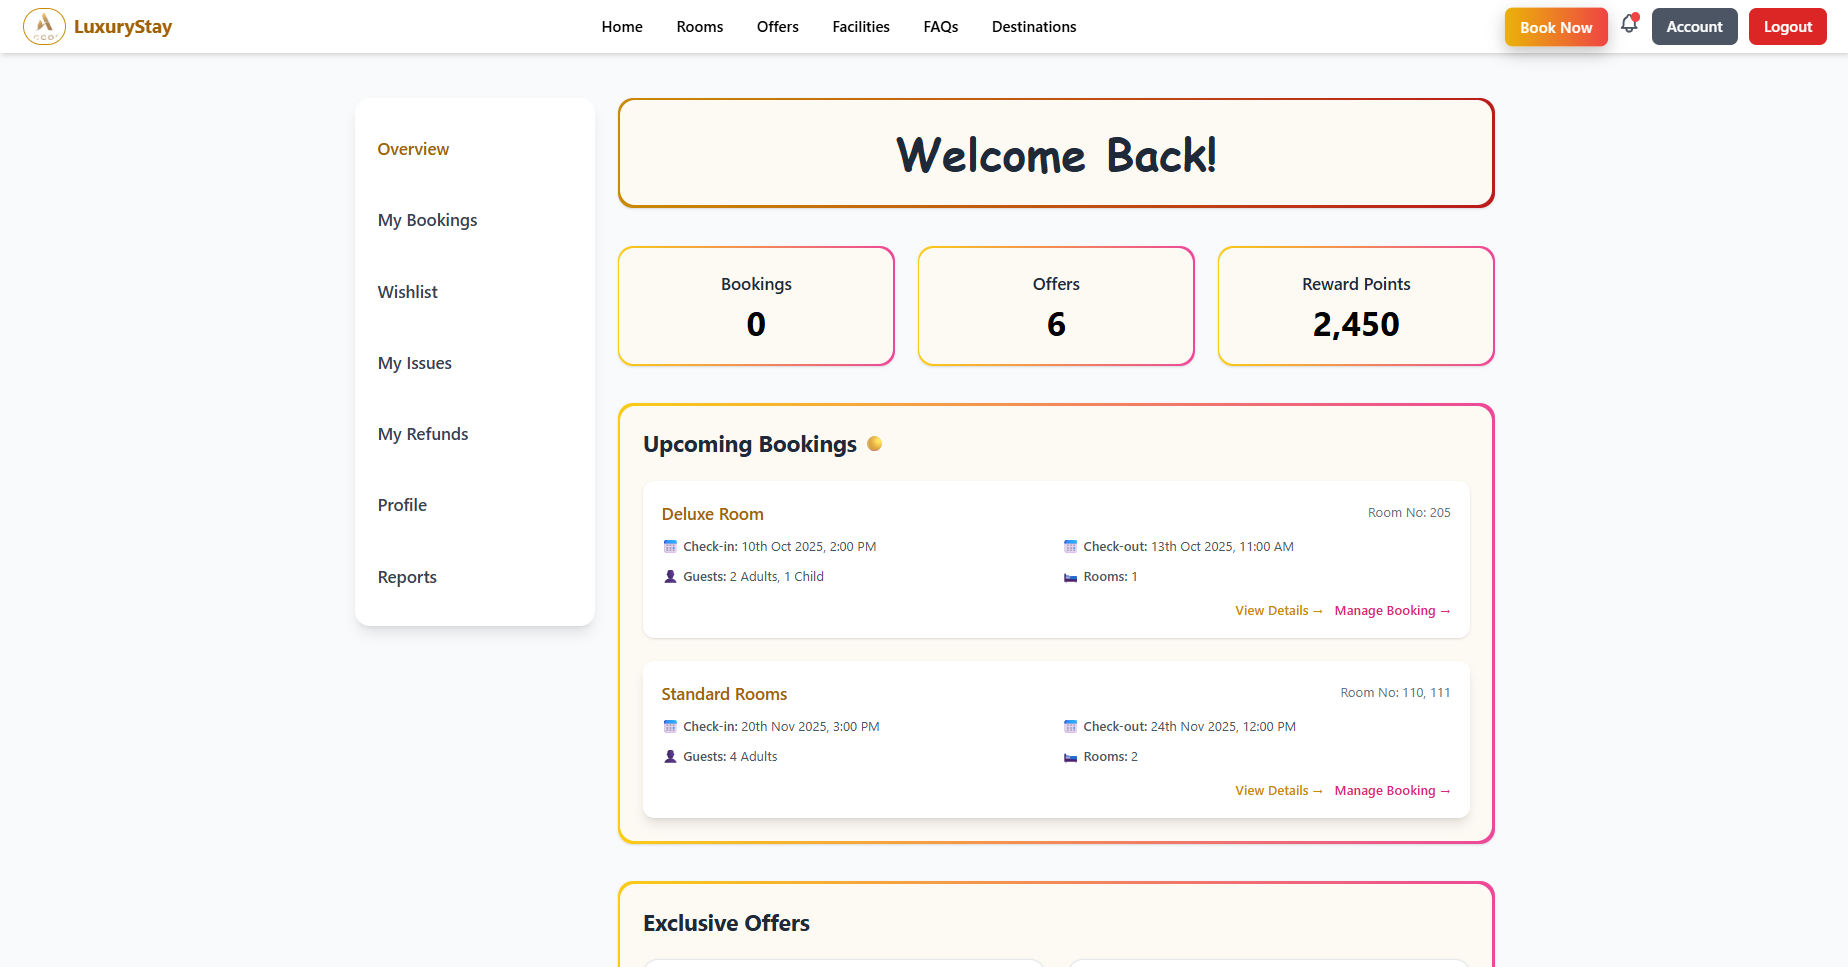 LuxuryStay
Home Rooms Offers Facilities FAQs Destinations
Book Now Account Logout
Overview
My Bookings
Wishlist
My Issues
My Refunds
Profile
Reports
Welcome Back!
Bookings
0
Offers
6
Reward Points
2,450
Upcoming Bookings
Deluxe Room
Room No: 205
Check-in: 10th Oct 2025, 2:00 PM
Check-out: 13th Oct 2025, 11:00 AM
Guests: 2 Adults, 1 Child
Rooms: 1
View Details → Manage Booking →
Standard Rooms
Room No: 110, 111
Check-in: 20th Nov 2025, 3:00 PM
Check-out: 24th Nov 2025, 12:00 PM
Guests: 4 Adults
Rooms: 2
View Details → Manage Booking →
Exclusive Offers